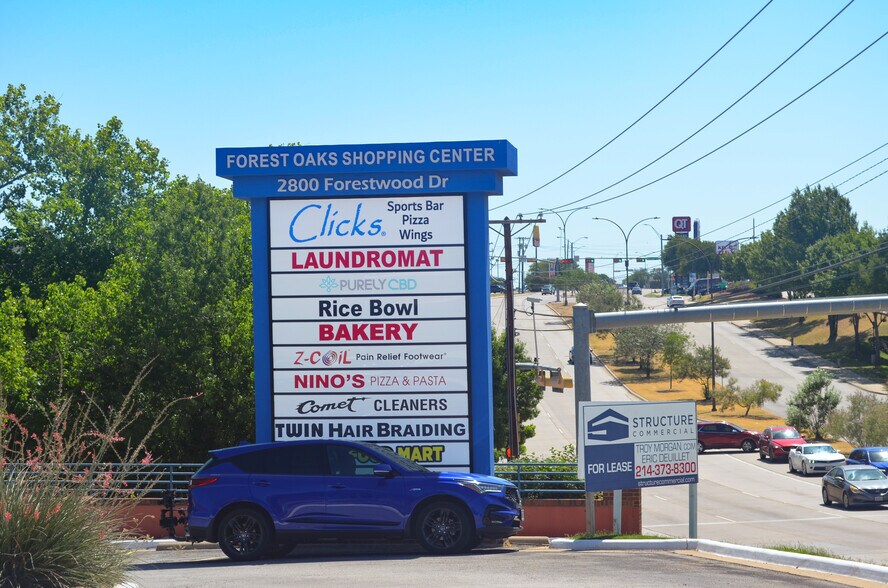 FOREST OAKS SHOPPING CENTER
2800 Forestwood Dr
Clicks®
Sports Bar
Pizza
Wings
LAUNDROMAT
PURELY CBD
Rice Bowl
BAKERY
Z-COiL Pain Relief Footwear®
NINO'S PIZZA & PASTA
Comet CLEANERS
TWIN HAIR BRAIDING
MART
STRUCTURE
COMMERCIAL
FOR LEASE
TROY MORGAN, CCIM
ERIC DEUILLET
214-373-8300
structurecommercial.com
QT